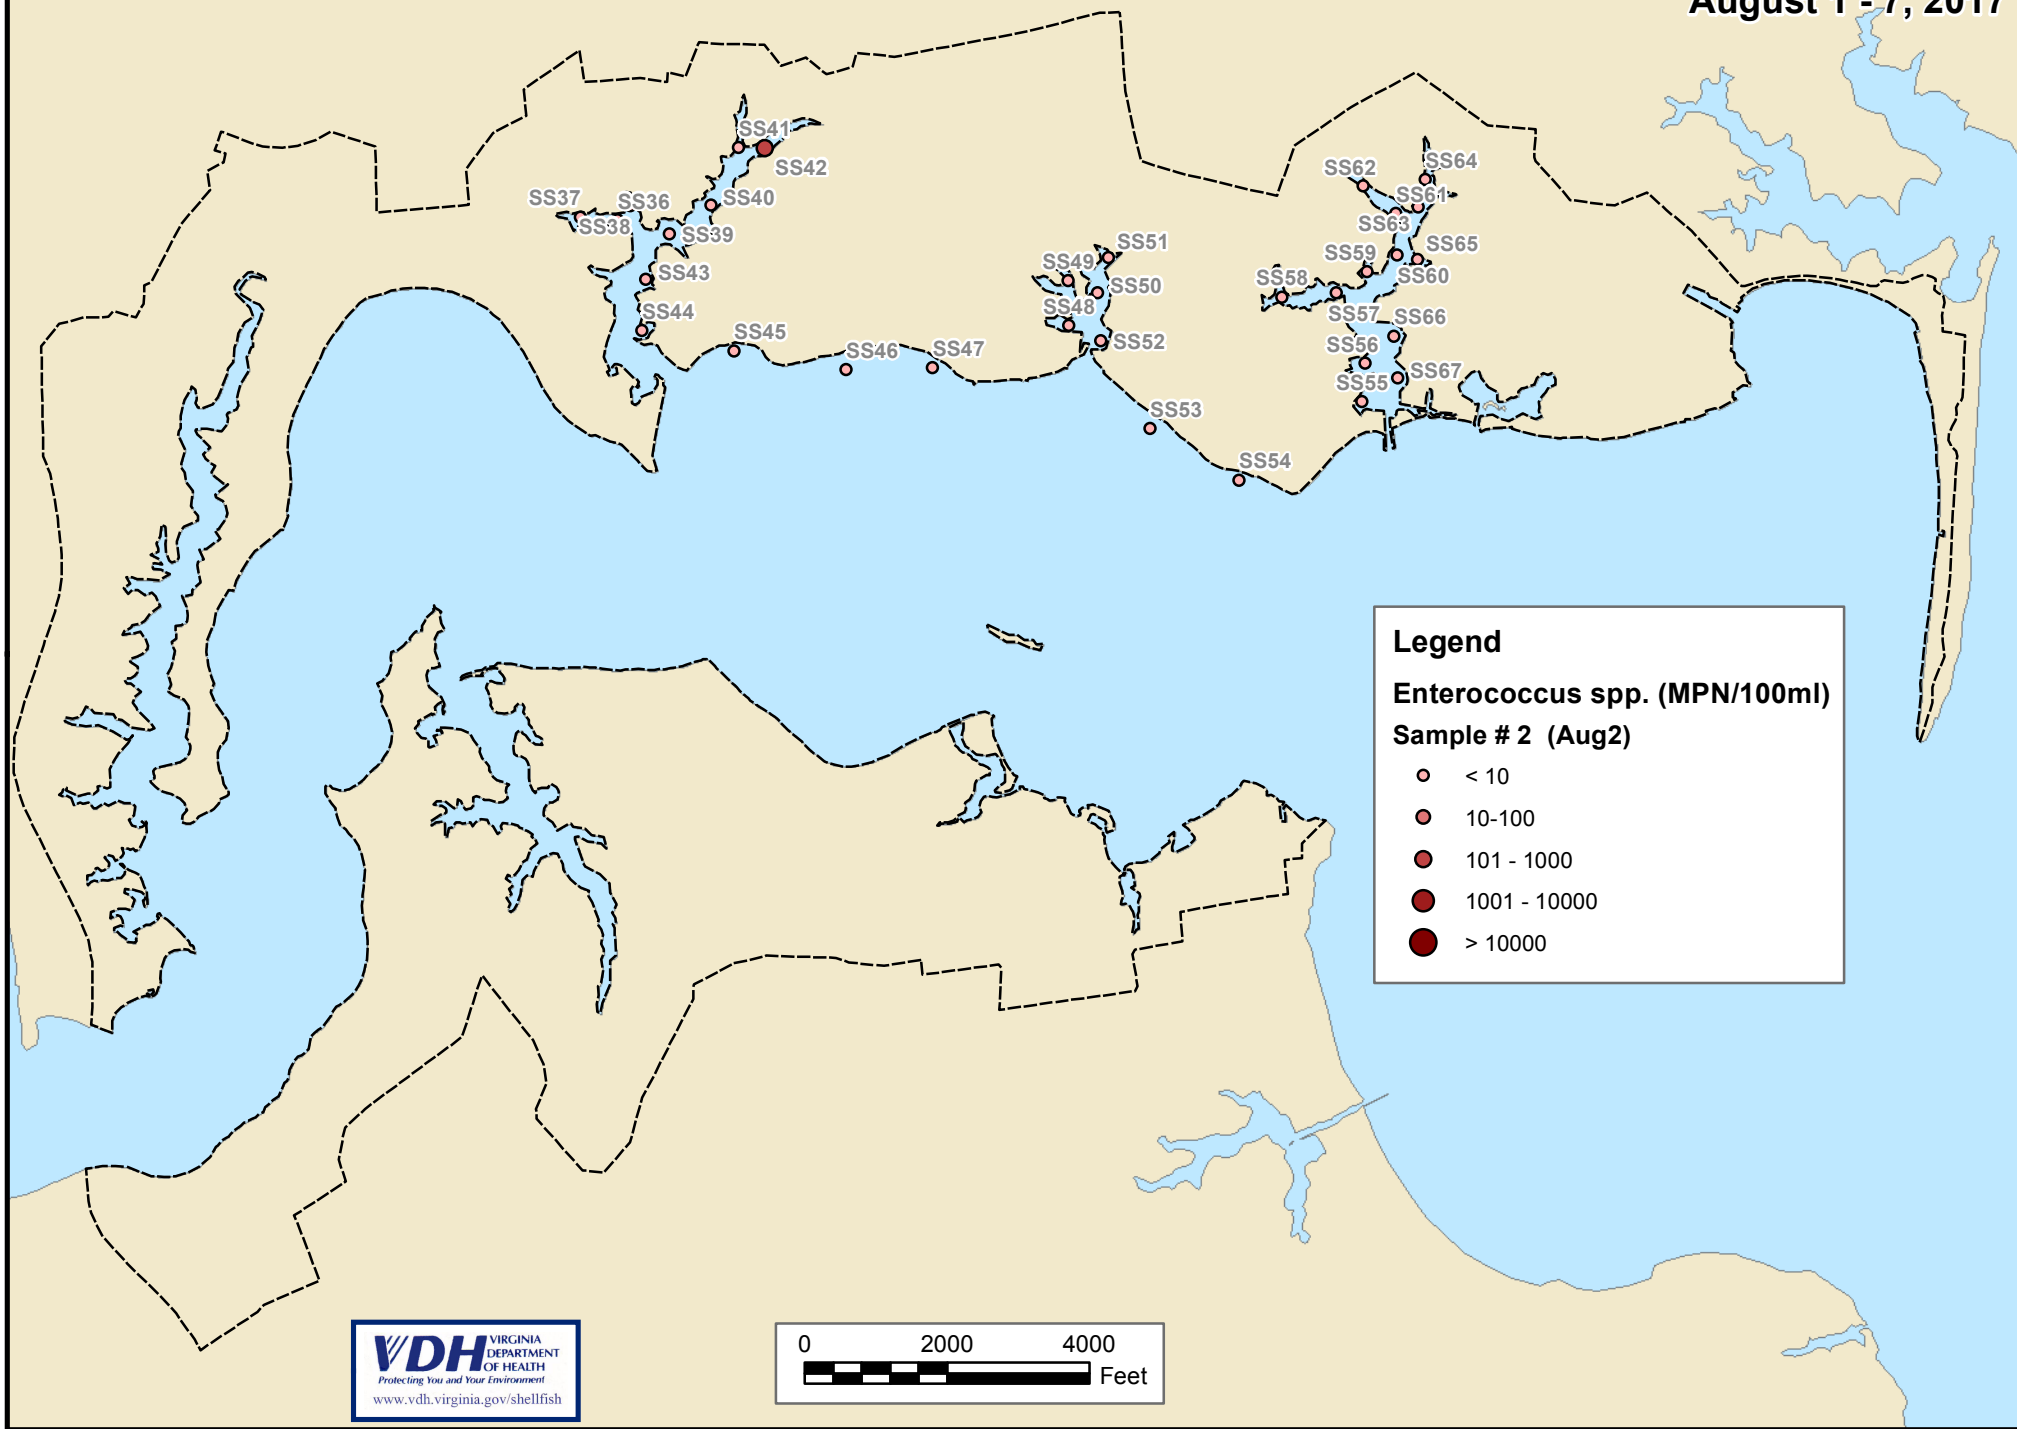 August 1 - 7, 2017
SS41
SS42
SS62
SS64
SS37
SS36
SS40
SS61
SS38
SS63
SS39
SS51
SS65
SS43
SS49
SS59
SS60
SS58
SS50
SS44
SS48
SS57
SS66
SS45
SS52
SS56
SS46
SS47
SS67
SS55
SS53
SS54
Legend
Enterococcus spp. (MPN/100ml)
Sample # 2 (Aug2)
< 10
10-100
101 - 1000
1001 - 10000
> 10000
VDH VIRGINIA
DEPARTMENT
OF HEALTH
Protecting You and Your Environment
www.vdh.virginia.gov/shellfish
0 2000 4000
Feet